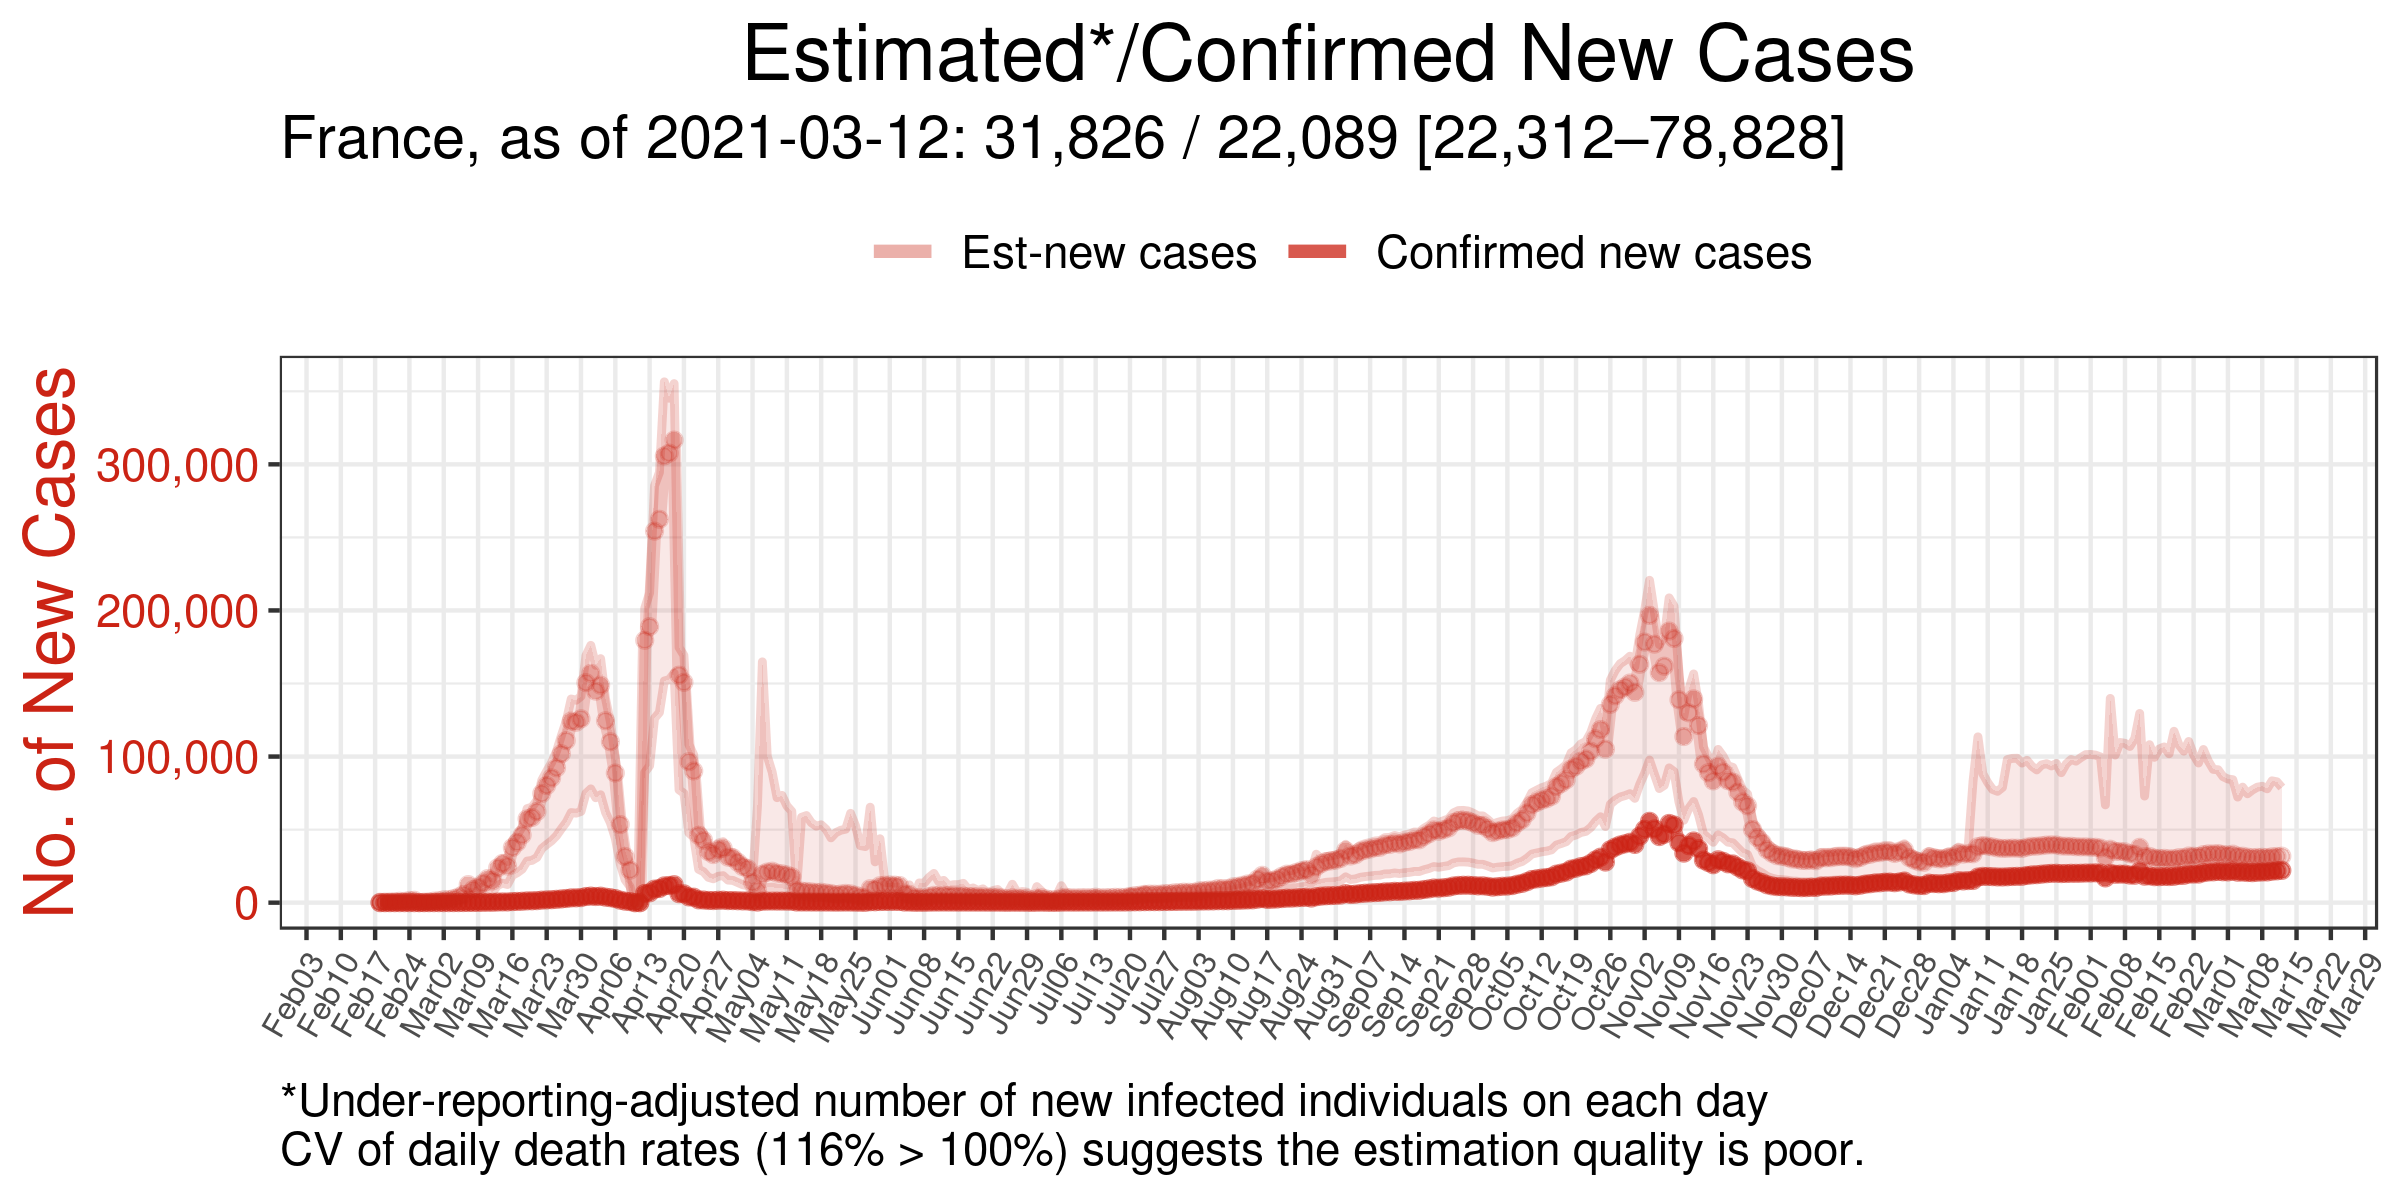 Estimated*/Confirmed New Cases
France, as of 2021-03-12: 31,826 / 22,089 [22,312–78,828]
Est-new cases Confirmed new cases
No. of New Cases
300,000
200,000
100,000
0
Feb03 Feb10 Feb17 Feb24 Mar02 Mar09 Mar16 Mar23 Mar30 Apr06 Apr13 Apr20 Apr27 May04 May11 May18 May25 Jun01 Jun08 Jun15 Jun22 Jun29 Jul06 Jul13 Jul20 Jul27 Aug03 Aug10 Aug17 Aug24 Aug31 Sep07 Sep14 Sep21 Sep28 Oct05 Oct12 Oct19 Oct26 Nov02 Nov09 Nov16 Nov23 Nov30 Dec07 Dec14 Dec21 Dec28 Jan04 Jan11 Jan18 Jan25 Feb01 Feb08 Feb15 Feb22 Mar01 Mar08 Mar15 Mar22 Mar29
*Under-reporting-adjusted number of new infected individuals on each day
CV of daily death rates (116% > 100%) suggests the estimation quality is poor.